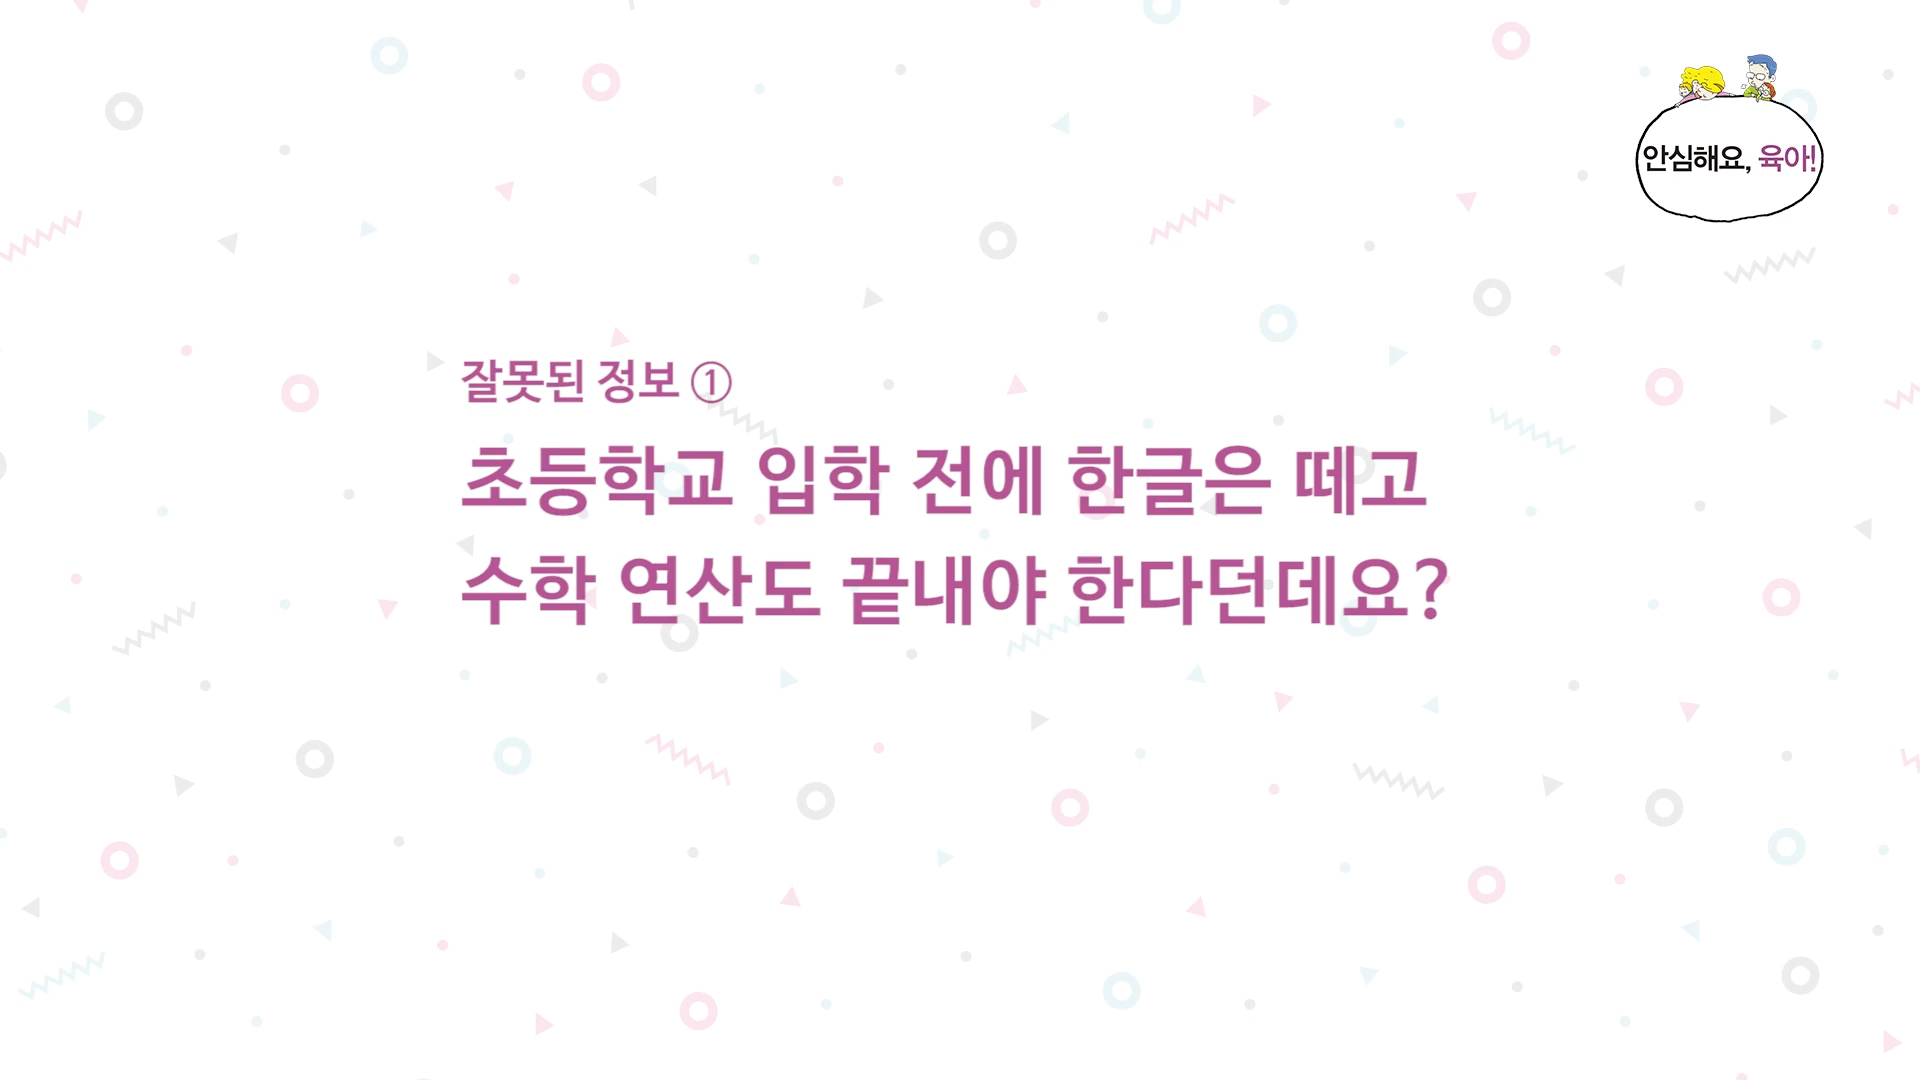 안심해요, 육아!
잘못된 정보 ①
초등학교 입학 전에 한글은 떼고
수학 연산도 끝내야 한다던데요?